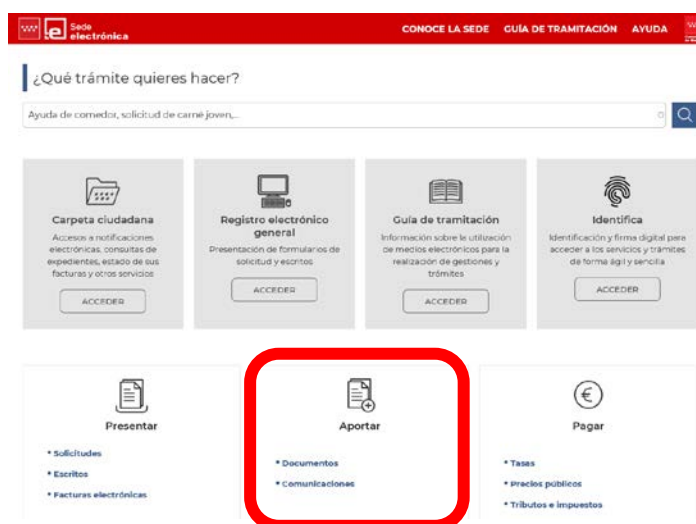 Sede
electrónica
CONOCE LA SEDE GUÍA DE TRAMITACIÓN AYUDA
¿Qué trámite quieres hacer?
Ayuda de comedor, solicitud de carné joven,...
Carpeta ciudadana
Accesos a notificaciones
electrónicas, consultas de
expedientes, estado de sus
facturas y otros servicios
ACCEDER
Registro electrónico
general
Presentación de formularios de
solicitud y escritos
ACCEDER
Guía de tramitación
Información sobre la utilización
de medios electrónicos para la
realización de gestiones y
trámites
ACCEDER
Identifica
Identificación y firma digital para
acceder a los servicios y trámites
de forma ágil y sencilla
ACCEDER
Presentar
* Solicitudes
* Escritos
* Facturas electrónicas
Aportar
* Documentos
* Comunicaciones
Pagar
* Tasas
* Precios públicos
* Tributos e impuestos